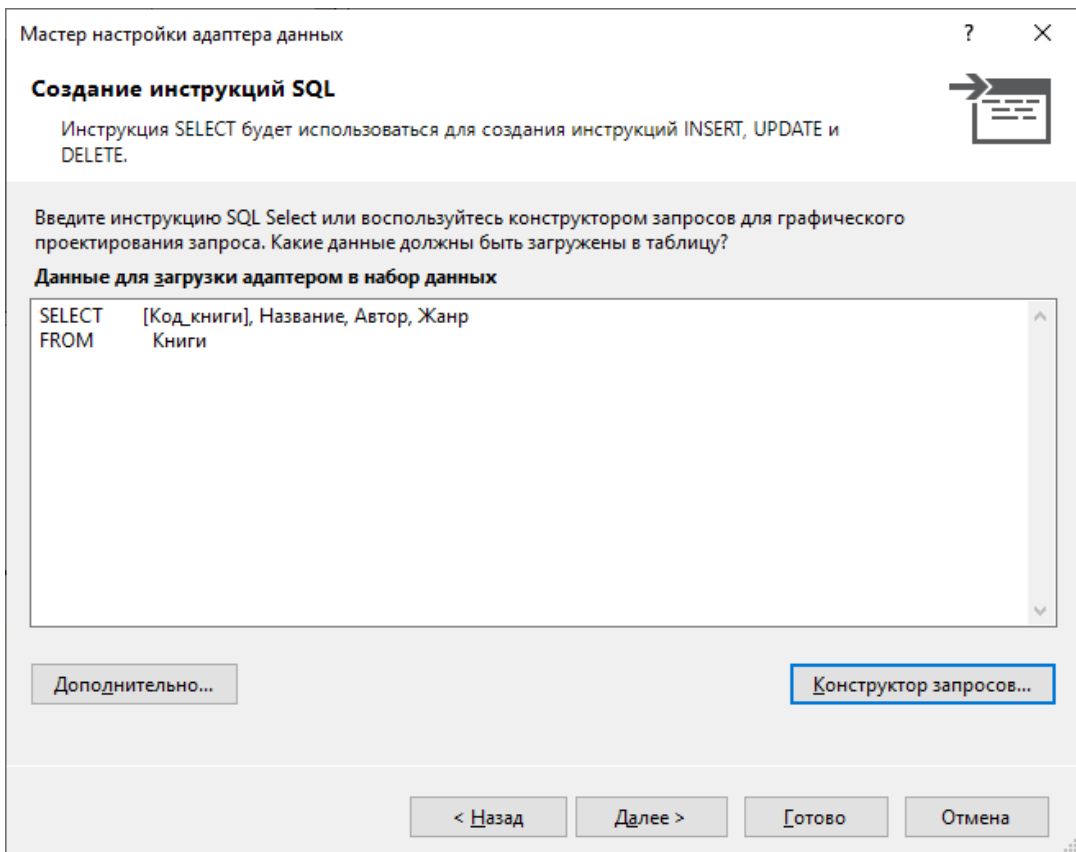 Мастер настройки адаптера данных
?
Создание инструкций SQL
Инструкция SELECT будет использоваться для создания инструкций INSERT, UPDATE и
DELETE.
Введите инструкцию SQL Select или воспользуйтесь конструктором запросов для графического
проектирования запроса. Какие данные должны быть загружены в таблицу?
Данные для загрузки адаптером в набор данных
SELECT [Код_книги], Название, Автор, Жанр
FROM Книги
Дополнительно...
Конструктор запросов...
< Назад
Далее >
Готово
Отмена